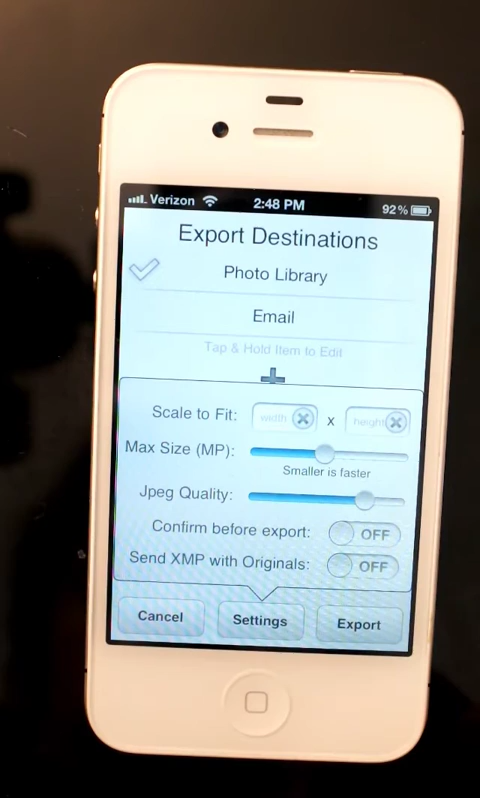 Verizon 2:48 PM 92%
Export Destinations
Photo Library
Email
Tap & Hold Item to Edit
Scale to Fit: width x height
Max Size (MP):
Smaller is faster
Jpeg Quality:
Confirm before export: OFF
Send XMP with Originals: OFF
Cancel Settings Export